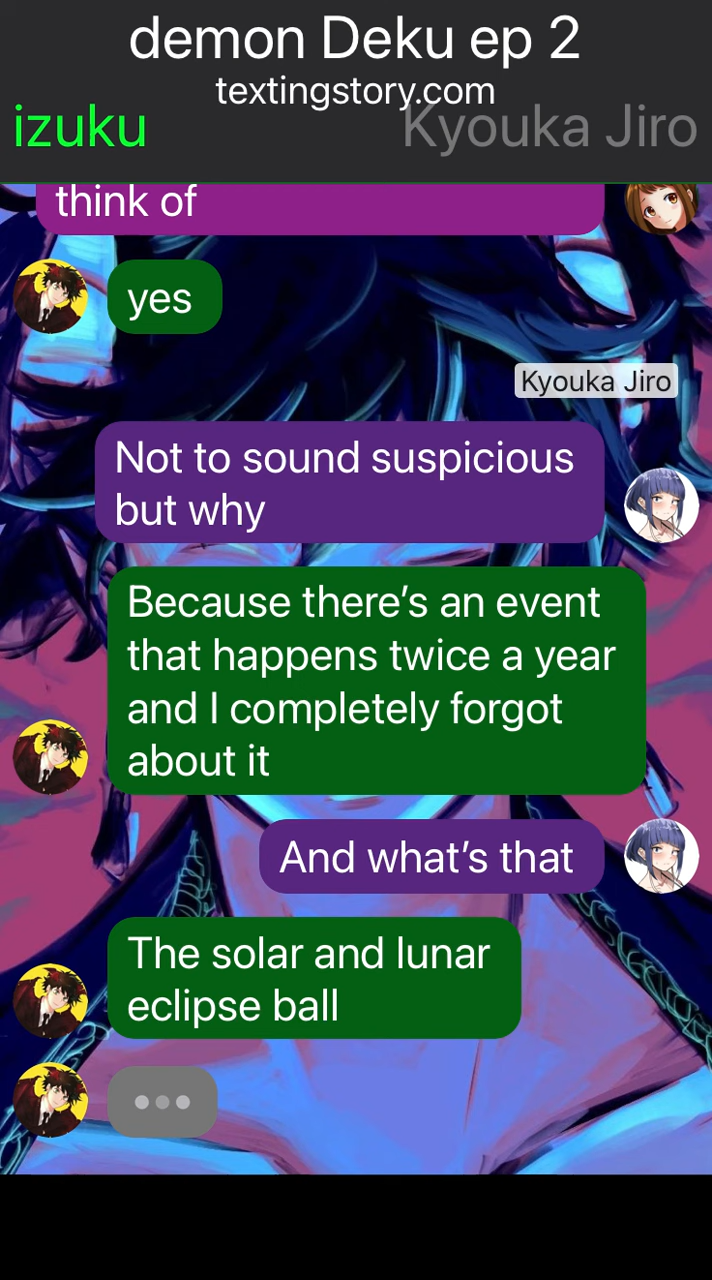 demon Deku ep 2
textingstory.com
izuku
Kyouka Jiro
think of
yes
Kyouka Jiro
Not to sound suspicious
but why
Because there’s an event
that happens twice a year
and I completely forgot
about it
And what’s that
The solar and lunar
eclipse ball